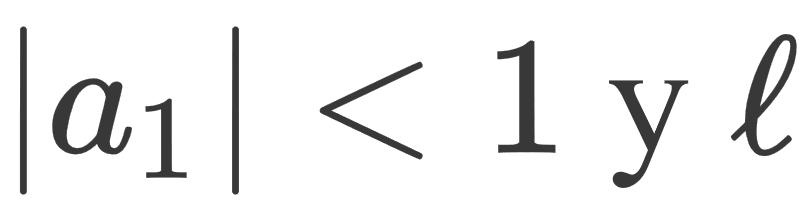 |a₁| < 1 y ℓ